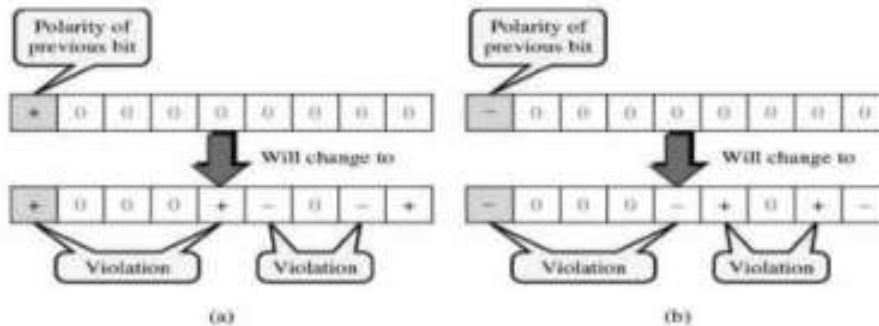 Polarity of
previous bit
+ 0 0 0 0 0 0 0 0
Will change to
+ 0 0 0 + − 0 − +
Violation
Violation
(a)
Polarity of
previous bit
− 0 0 0 0 0 0 0 0
Will change to
− 0 0 0 − + 0 + −
Violation
Violation
(b)